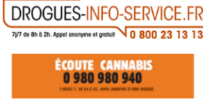 DROGUES-INFO-SERVICE.FR
7j/7 de 8h à 2h. Appel anonyme et gratuit 0 800 23 13 13
ÉCOUTE CANNABIS
0 980 980 940